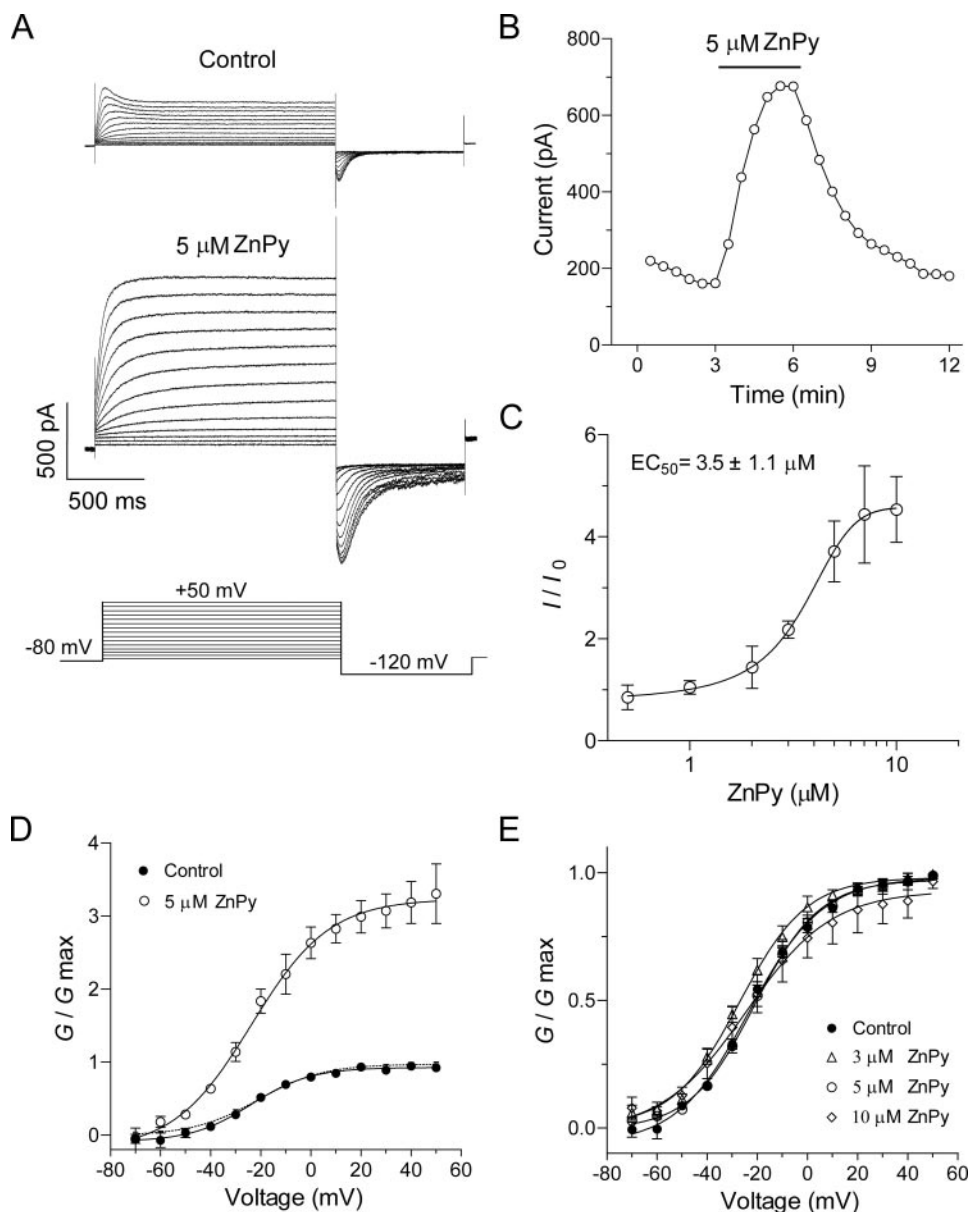 A
Control
5 μM ZnPy
500 pA
500 ms
+50 mV
-80 mV
-120 mV
B
5 μM ZnPy
800
600
400
200
0
Current (pA)
0 3 6 9 12
Time (min)
C
EC50= 3.5 ± 1.1 μM
6
4
2
0
I / I0
1 10
ZnPy (μM)
D
Control
5 μM ZnPy
4
3
2
1
0
G / G max
-80 -60 -40 -20 0 20 40 60
Voltage (mV)
E
1.0
0.5
0.0
G / G max
Control
3 μM ZnPy
5 μM ZnPy
10 μM ZnPy
-80 -60 -40 -20 0 20 40 60
Voltage (mV)